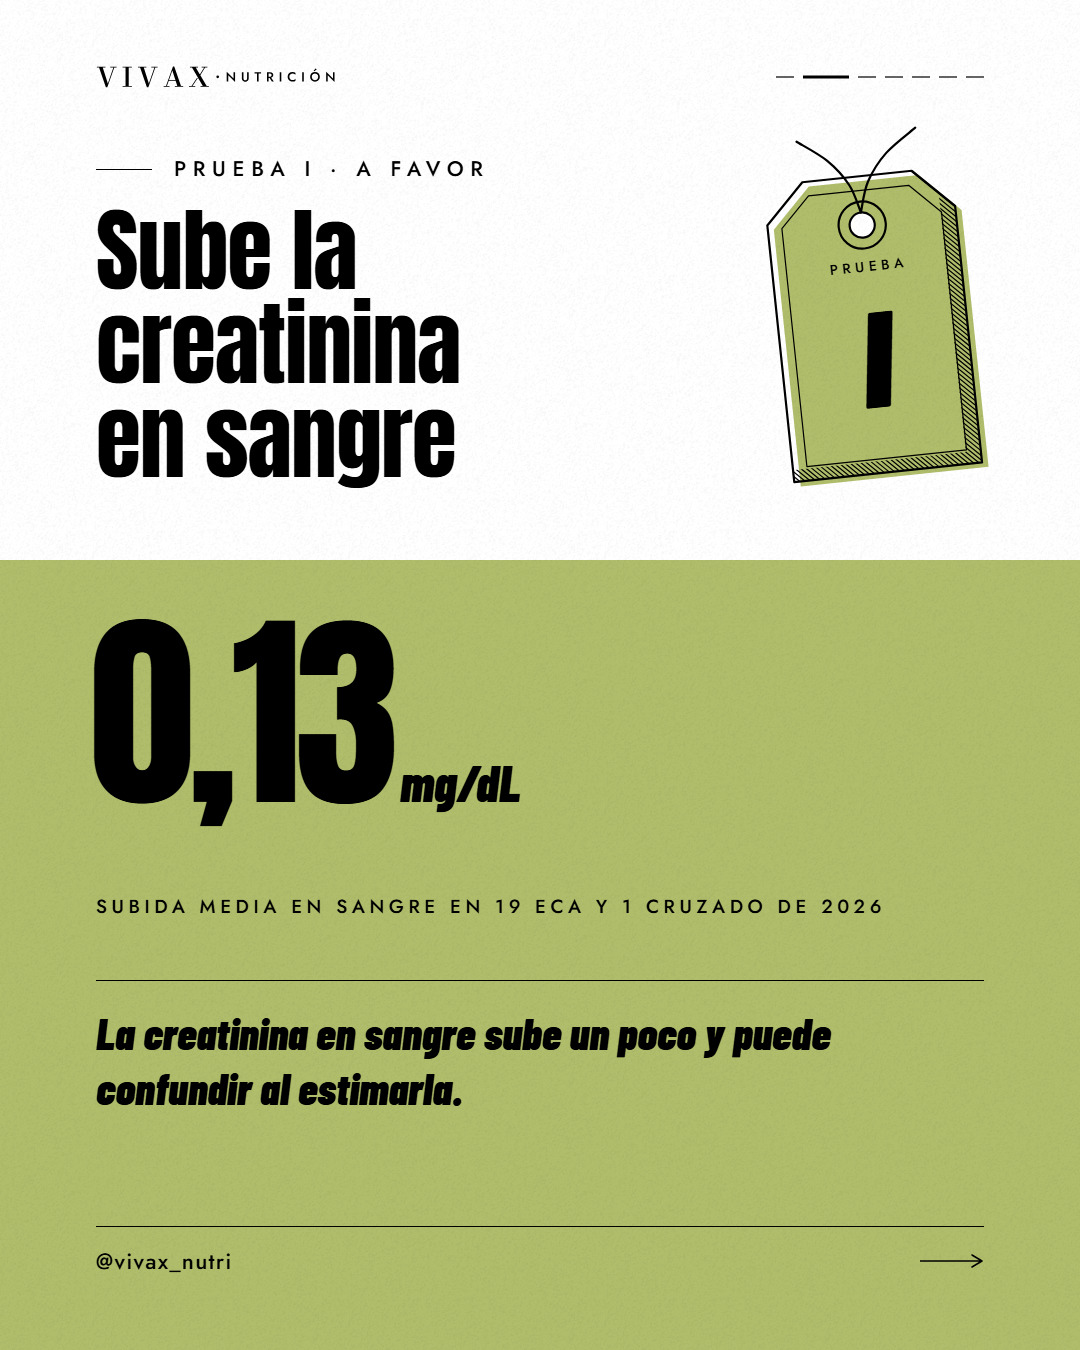 VIVAX·NUTRICIÓN
PRUEBA I · A FAVOR
Sube la
creatinina
en sangre
PRUEBA
I
0,13 mg/dL
SUBIDA MEDIA EN SANGRE EN 19 ECA Y 1 CRUZADO DE 2026
La creatinina en sangre sube un poco y puede
confundir al estimarla.
@vivax_nutri